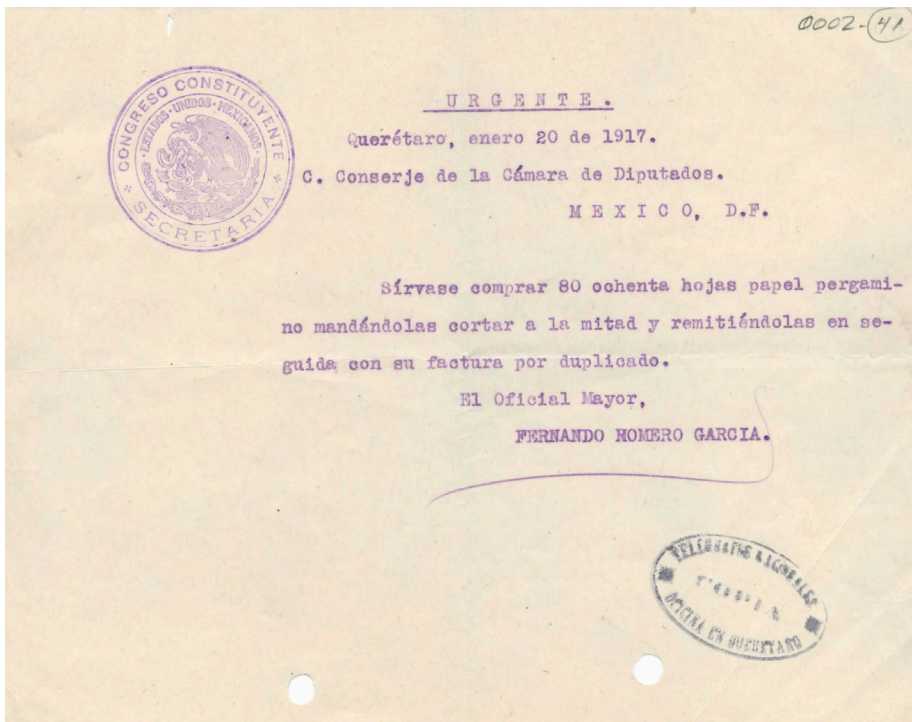 0002-41
CONGRESO CONSTITUYENTE
ESTADOS·UNIDOS·MEXICANOS·
SECRETARIA
URGENTE.
Querétaro, enero 20 de 1917.
C. Conserje de la Cámara de Diputados.
MEXICO, D.F.
Sírvase comprar 80 ochenta hojas papel pergami-
no mandándolas cortar a la mitad y remitiéndolas en se-
guida con su factura por duplicado.
El Oficial Mayor,
FERNANDO ROMERO GARCIA.
TELEGRAFOS NACIONALES
OFICINA EN QUERETARO